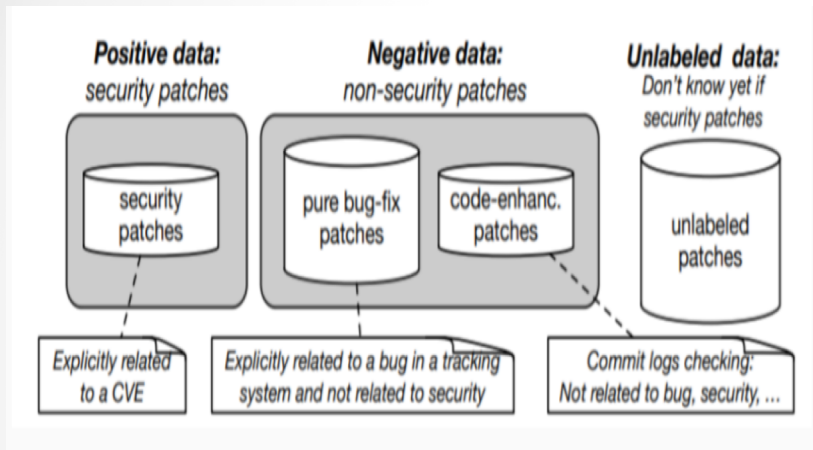 Positive data:
security patches
Negative data:
non-security patches
Unlabeled data:
Don't know yet if
security patches
security
patches
pure bug-fix
patches
code-enhanc.
patches
unlabeled
patches
Explicitly related
to a CVE
Explicitly related to a bug in a tracking
system and not related to security
Commit logs checking:
Not related to bug, security, ...